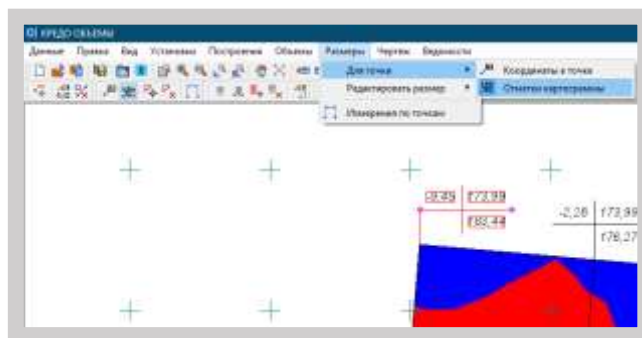 КРЕДО ОБЪЕМЫ
Данные Правка Вид Установки Построения Объемы Размеры Чертеж Ведомости
Для точки
Координаты в точке
Редактировать размер
Отметки картограммы
Измерения по точкам
-9,45 173,99
183,44
-2,28 173,99
176,27